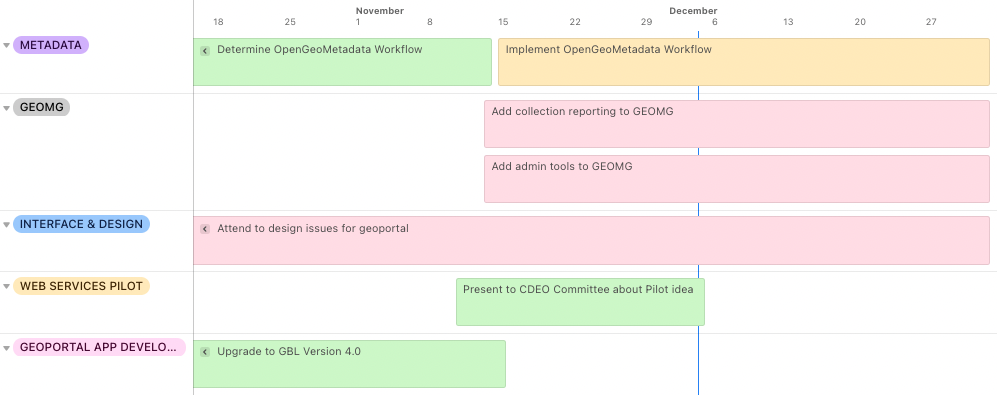 November December
18 25 1 8 15 22 29 6 13 20 27
METADATA
Determine OpenGeoMetadata Workflow
Implement OpenGeoMetadata Workflow
GEOMG
Add collection reporting to GEOMG
Add admin tools to GEOMG
INTERFACE & DESIGN
Attend to design issues for geoportal
WEB SERVICES PILOT
Present to CDEO Committee about Pilot idea
GEOPORTAL APP DEVELO...
Upgrade to GBL Version 4.0